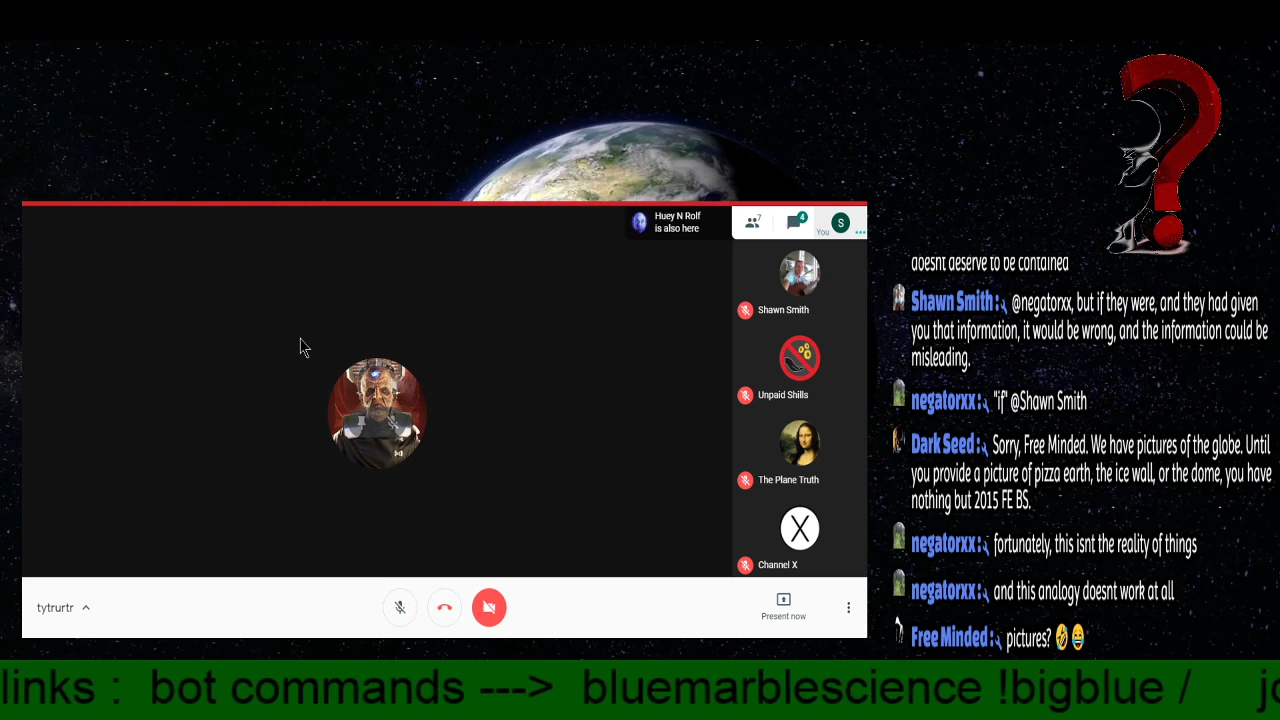 Huey N Rolf
is also here
7
4
You
S
Shawn Smith
Unpaid Shills
The Plane Truth
X
Channel X
tytrurtr
Present now
doesnt deserve to be contained
Shawn Smith: @negatorxx, but if they were, and they had given
you that information, it would be wrong, and the information could be
misleading.
negatorxx: "if" @Shawn Smith
Dark Seed: Sorry, Free Minded. We have pictures of the globe. Until
you provide a picture of pizza earth, the ice wall, or the dome, you have
nothing but 2015 FE BS.
negatorxx: fortunately, this isnt the reality of things
negatorxx: and this analogy doesnt work at all
Free Minded: pictures? 🤣😂
links : bot commands ---> bluemarblescience !bigblue / jo